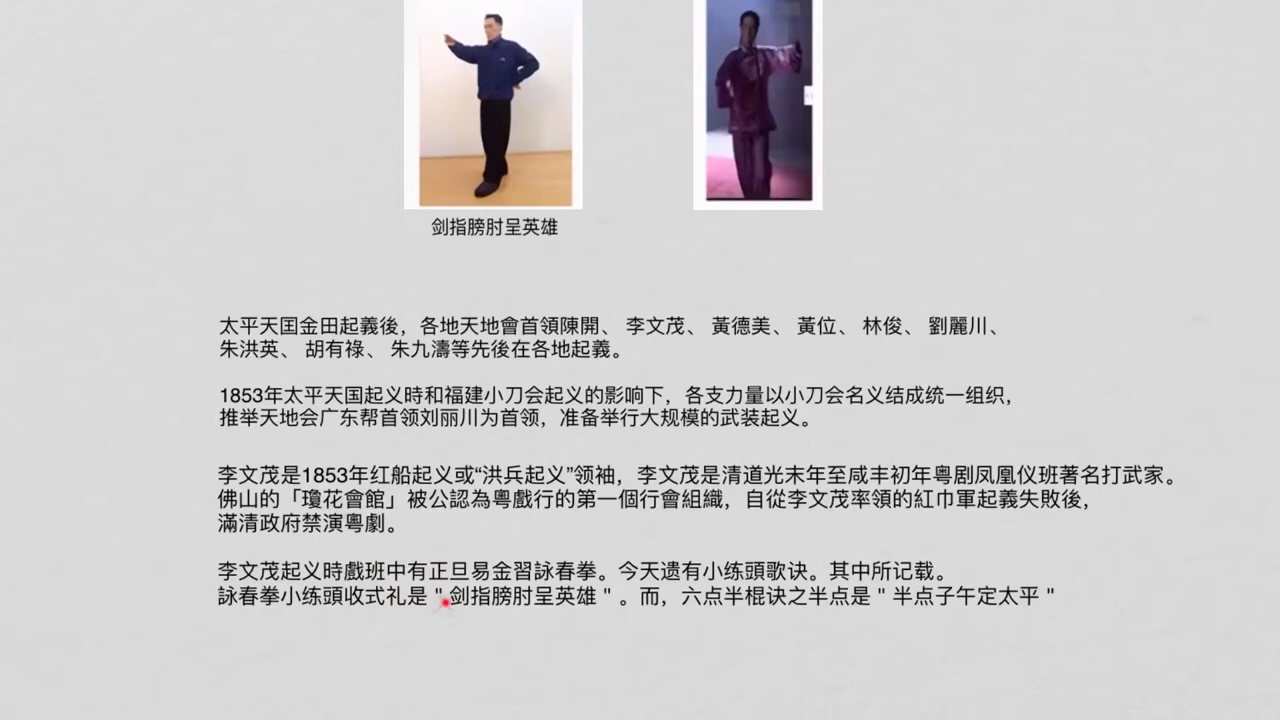 剑指膀肘呈英雄
太平天囯金田起義後，各地天地會首領陳開、 李文茂、 黃德美、 黃位、 林俊、 劉麗川、
朱洪英、 胡有祿、 朱九濤等先後在各地起義。
1853年太平天国起义時和福建小刀会起义的影响下，各支力量以小刀会名义结成统一组织，
推举天地会广东帮首领刘丽川为首领，准备举行大规模的武装起义。
李文茂是1853年红船起义或“洪兵起义”领袖，李文茂是清道光末年至咸丰初年粤剧凤凰仪班著名打武家。
佛山的「瓊花會館」被公認為粵戲行的第一個行會組織，自從李文茂率領的紅巾軍起義失敗後，
滿清政府禁演粵劇。
李文茂起义時戲班中有正旦易金習詠春拳。今天遗有小练頭歌诀。其中所记载。
詠春拳小练頭收式礼是 " 剑指膀肘呈英雄 " 。而，六点半棍诀之半点是 " 半点子午定太平 "